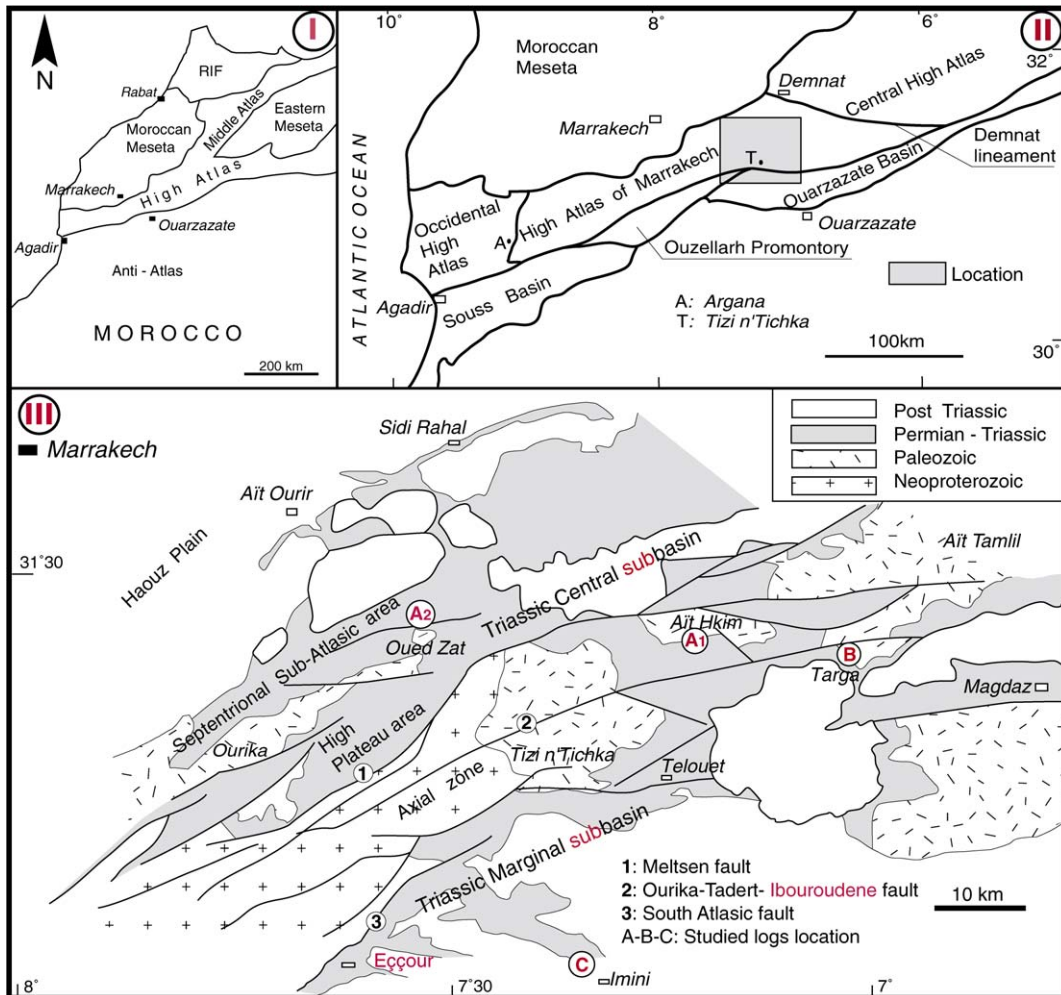 I
N
RIF
Rabat
Middle Atlas
Eastern
Meseta
Moroccan
Meseta
Marrakech
High Atlas
Ouarzazate
Agadir
Anti - Atlas
MOROCCO
200 km
10°
8°
6°
II
32°
Moroccan
Meseta
Demnat
Central High Atlas
Marrakech
Demnat
lineament
T
ATLANTIC OCEAN
High Atlas of Marrakech
Ouarzazate Basin
Occidental
High
Atlas
A
Ouarzazate
Ouzellarh Promontory
Location
Agadir
Souss Basin
A: Argana
T: Tizi n'Tichka
100km
30°
III
Marrakech
Sidi Rahal
Post Triassic
Permian - Triassic
Paleozoic
Neoproterozoic
Aït Ourir
31°30
Haouz Plain
Aït Tamlil
Triassic Central subbasin
Septentrional Sub-Atlasic area
A2
Oued Zat
Aït Hkim
A1
B
Targa
Magdaz
Ourika
High
Plateau area
2
Tizi n'Tichka
1
Axial zone
Telouet
Triassic Marginal subbasin
1: Meltsen fault
2: Ourika-Tadert- Ibouroudene fault
3: South Atlasic fault
A-B-C: Studied logs location
10 km
3
Eççour
C
Imini
8°
7°30
7°